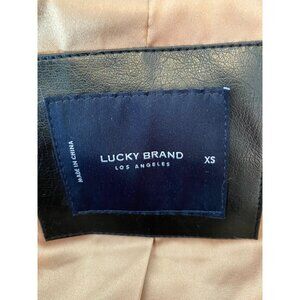 MADE IN CHINA
LUCKY BRAND
LOS ANGELES
XS